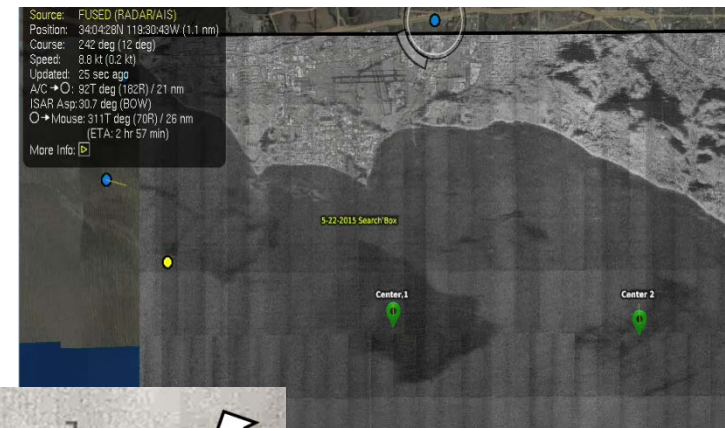 Source: FUSED (RADAR/AIS)
Position: 34:04:28N 119:30:43W (1.1 nm)
Course: 242 deg (12 deg)
Speed: 8.8 kt (0.2 kt)
Updated: 25 sec ago
A/C➔O: 92T deg (182R) / 21 nm
ISAR Asp:30.7 deg (BOW)
O➔Mouse: 311T deg (70R) / 26 nm
(ETA: 2 hr 57 min)
More Info:
5-22-2015 Search Box
Center 1
Center 2